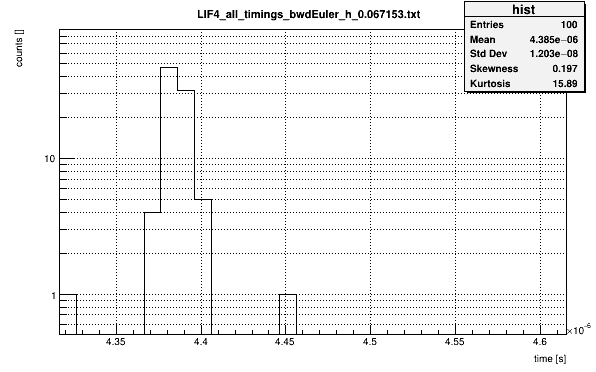 LIF4_all_timings_bwdEuler_h_0.067153.txt
hist
Entries 100
Mean 4.385e−06
Std Dev 1.203e−08
Skewness 0.197
Kurtosis 15.89
counts []
10
1
4.35 4.4 4.45 4.5 4.55 4.6
×10−6
time [s]